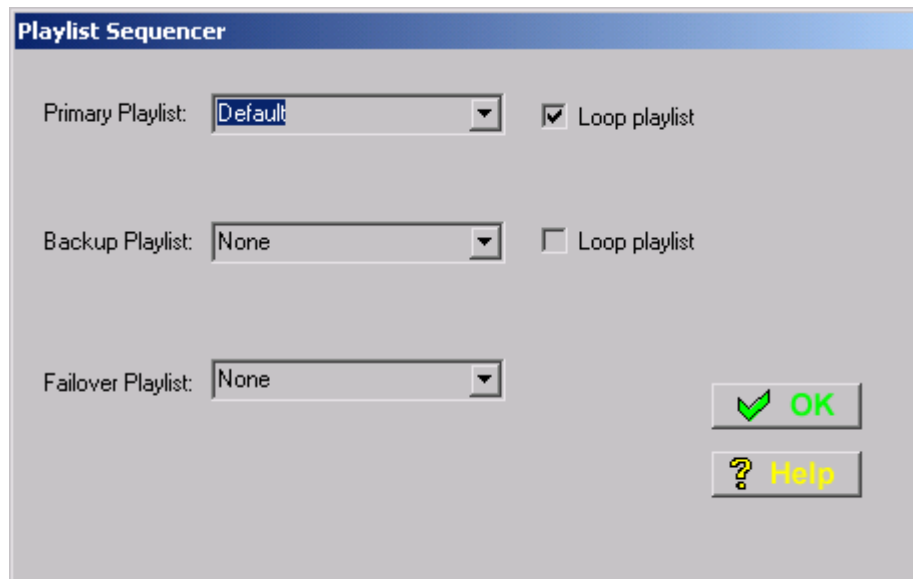 Playlist Sequencer
Primary Playlist: Default Loop playlist
Backup Playlist: None Loop playlist
Failover Playlist: None
OK
Help